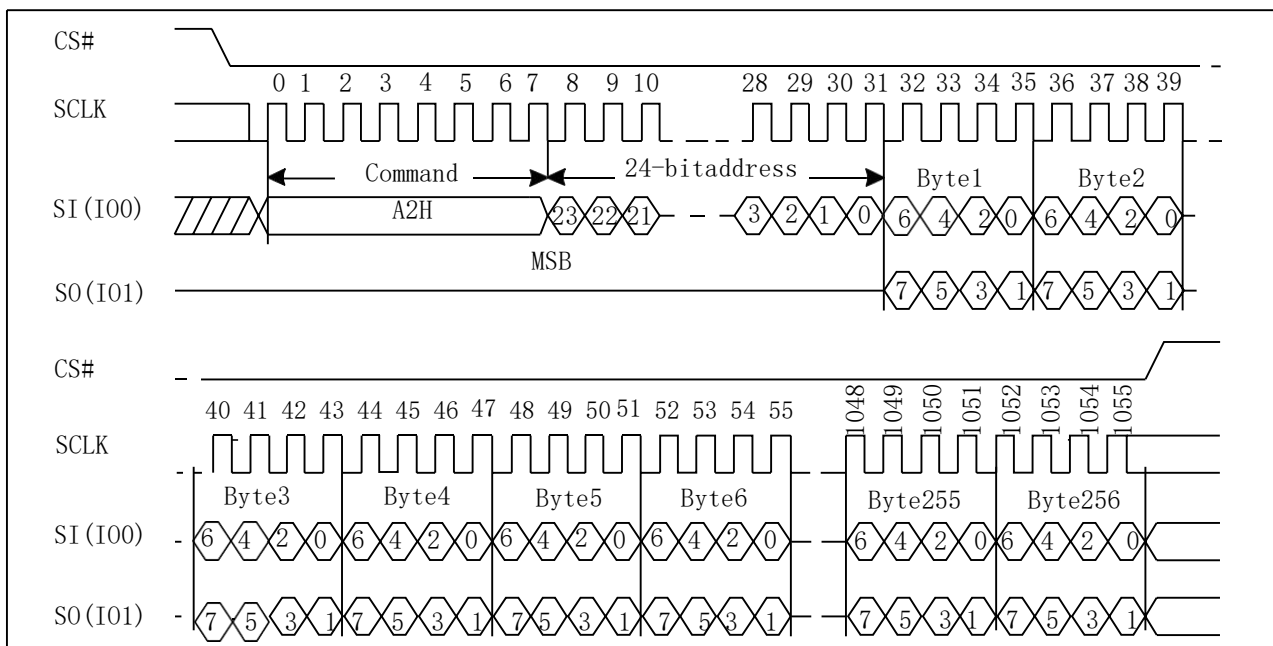 CS#
0 1 2 3 4 5 6 7 8 9 10 28 29 30 31 32 33 34 35 36 37 38 39
SCLK
Command 24-bitaddress Byte1 Byte2
SI(IO0) A2H 23 22 21 3 2 1 0 6 4 2 0 6 4 2 0
MSB
SO(IO1) 7 5 3 1 7 5 3 1
CS#
40 41 42 43 44 45 46 47 48 49 50 51 52 53 54 55 1048 1049 1050 1051 1052 1053 1054 1055
SCLK
Byte3 Byte4 Byte5 Byte6 Byte255 Byte256
SI(IO0) 6 4 2 0 6 4 2 0 6 4 2 0 6 4 2 0 6 4 2 0 6 4 2 0
SO(IO1) 7 5 3 1 7 5 3 1 7 5 3 1 7 5 3 1 7 5 3 1 7 5 3 1